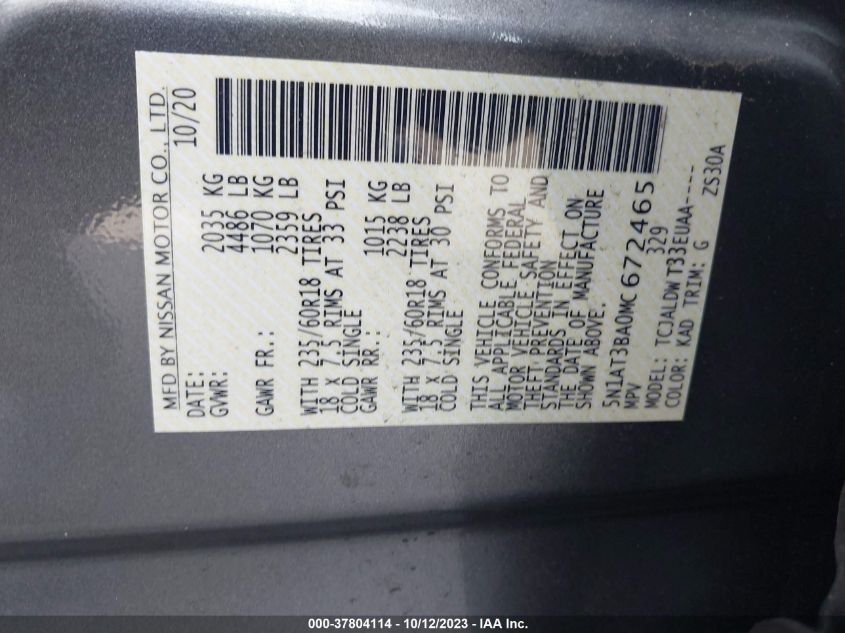 MFD BY NISSAN MOTOR CO., LTD.
DATE: 10/20
GVWR: 2035 KG
4486 LB
GAWR FR.: 1070 KG
2359 LB
WITH 235/60R18 TIRES
18 X 7.5 RIMS AT 33 PSI
COLD SINGLE
GAWR RR.: 1015 KG
2238 LB
WITH 235/60R18 TIRES
18 X 7.5 RIMS AT 30 PSI
COLD SINGLE
THIS VEHICLE CONFORMS TO
ALL APPLICABLE FEDERAL
MOTOR VEHICLE SAFETY AND
THEFT PREVENTION
STANDARDS IN EFFECT ON
THE DATE OF MANUFACTURE
SHOWN ABOVE.
5N1AT3BA0MC672465
MPV 329
MODEL: TCJALDWT33EUAA-----
COLOR: KAD TRIM: G
ZS30A
000-37804114 - 10/12/2023 - IAA Inc.